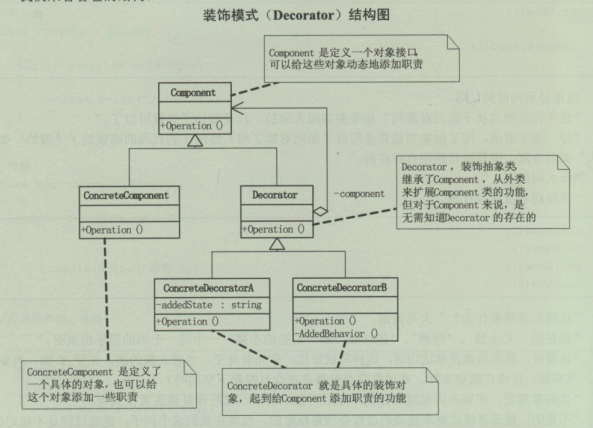 装饰模式（Decorator）结构图
Component 是定义一个对象接口,
可以给这些对象动态地添加职责
Component
+Operation ()
Decorator，装饰抽象类,
继承了Component，从外类
来扩展Component 类的功能,
但对于Component 来说，是
无需知道Decorator 的存在的
ConcreteComponent
+Operation ()
Decorator
+Operation ()
-component
ConcreteDecoratorA
-addedState : string
+Operation ()
ConcreteDecoratorB
+Operation ()
-AddedBehavior ()
ConcreteComponent 是定义了
一个具体的对象，也可以给
这个对象添加一些职责
ConcreteDecorator 就是具体的装饰对
象，起到给Component 添加职责的功能